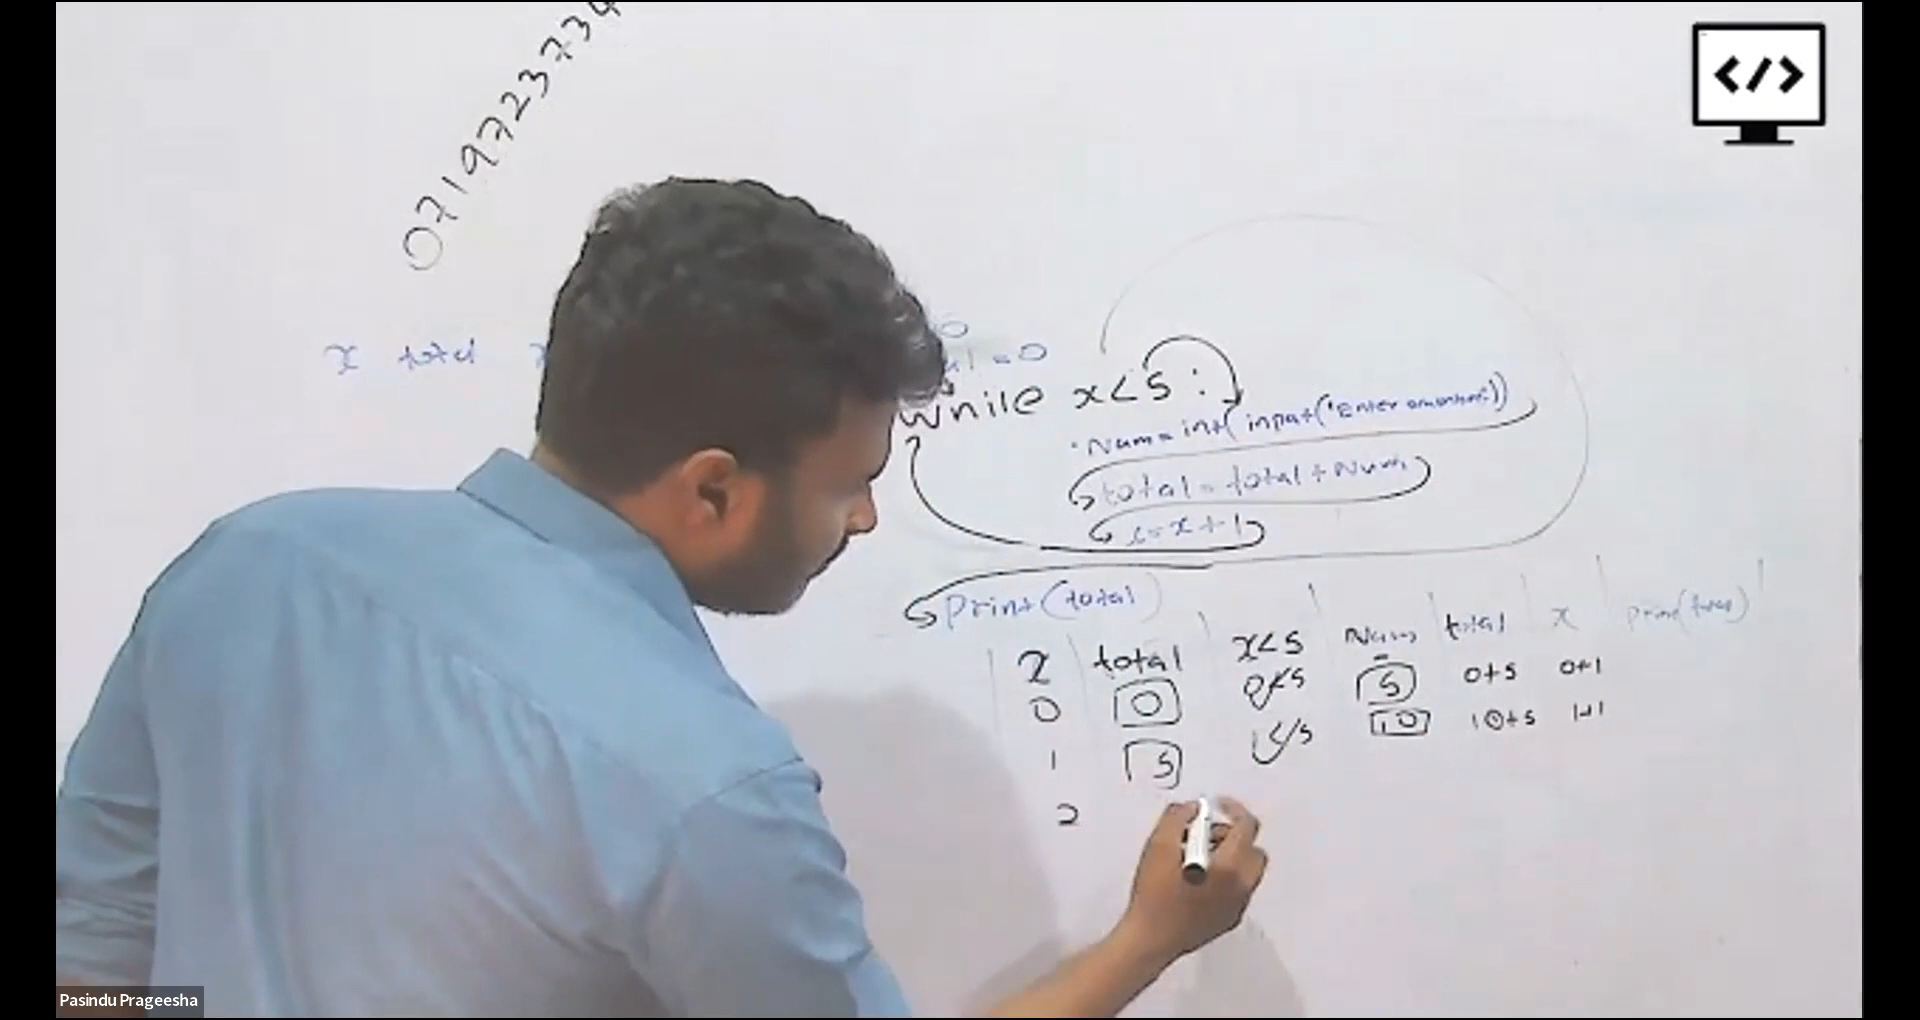 0719723734
x total
= 0
while x<5 :
Num = int( input('Enter amount:'))
total = total + Num
x = x + 1
print(total)
x total x<5 Num total x print(total)
0 0 0<5 5 0+5 0+1
1 5 1<5 10 10+5 1+1
2
</>
Pasindu Prageesha